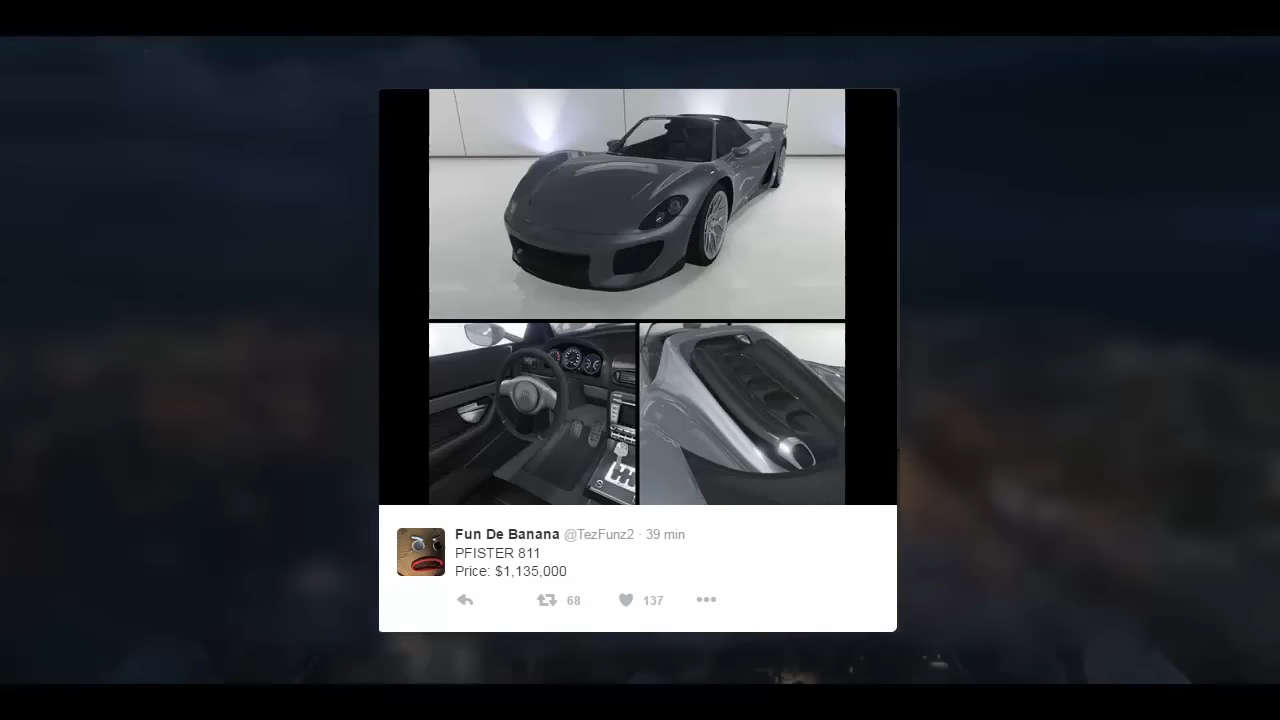 Fun De Banana @TezFunz2 · 39 min
PFISTER 811
Price: $1,135,000
68 137